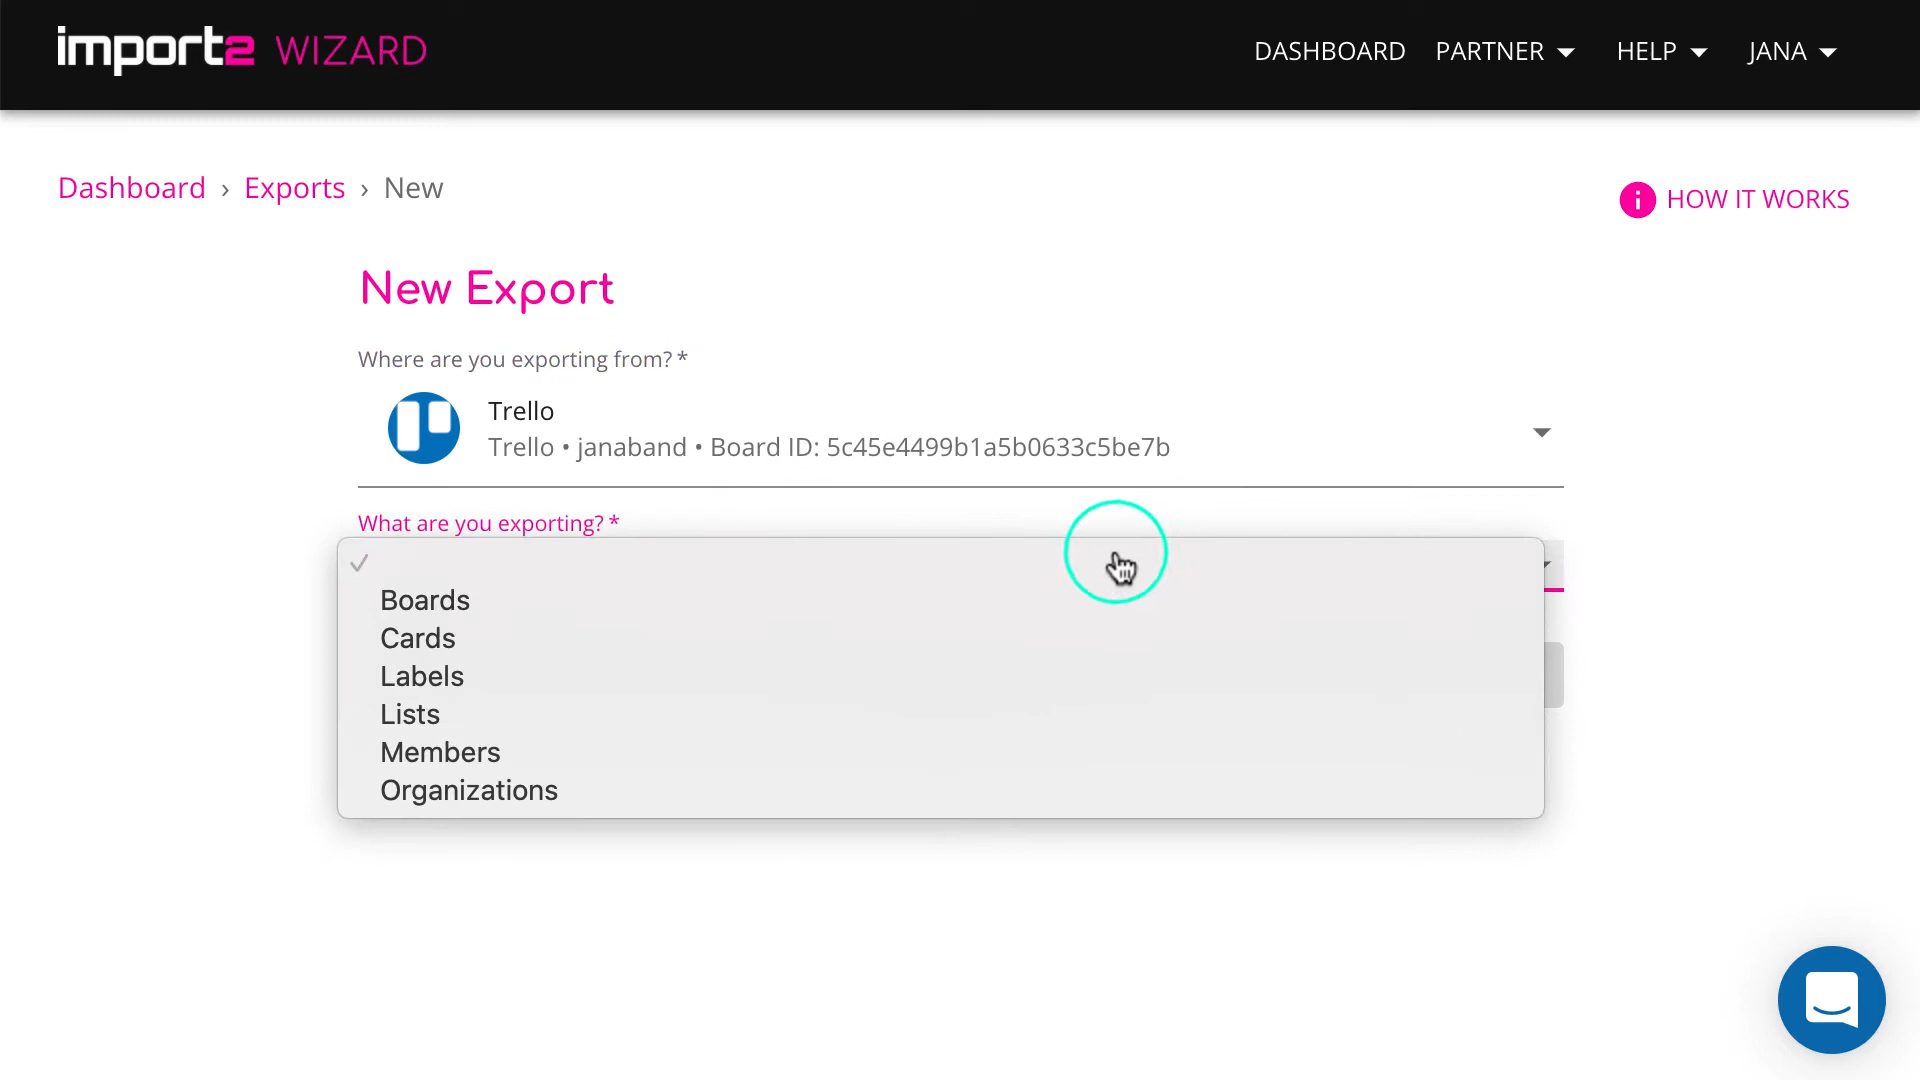 import2 WIZARD
DASHBOARD PARTNER HELP JANA
Dashboard › Exports › New
HOW IT WORKS
New Export
Where are you exporting from? *
Trello
Trello • janaband • Board ID: 5c45e4499b1a5b0633c5be7b
What are you exporting? *
Boards
Cards
Labels
Lists
Members
Organizations